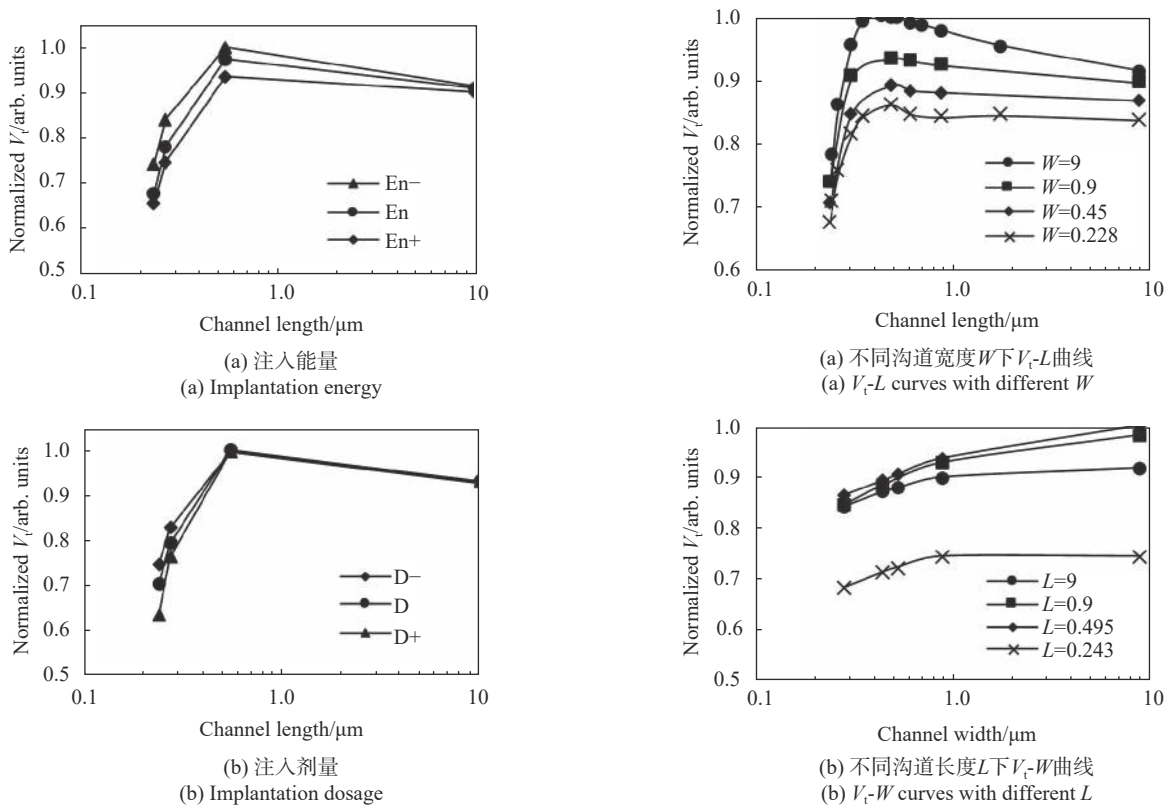 Normalized Vt/arb. units
1.0
0.9
0.8
0.7
0.6
0.5
0.1
1.0
10
En−
En
En+
Channel length/μm
(a) 注入能量
(a) Implantation energy
Normalized Vt/arb. units
1.0
0.9
0.8
0.7
0.6
0.5
0.1
1.0
10
D−
D
D+
Channel length/μm
(b) 注入剂量
(b) Implantation dosage
Normalized Vt/arb. units
1.0
0.9
0.8
0.7
0.6
0.1
1.0
10
W=9
W=0.9
W=0.45
W=0.228
Channel length/μm
(a) 不同沟道宽度W下Vt-L曲线
(a) Vt-L curves with different W
Normalized Vt/arb. units
1.0
0.9
0.8
0.7
0.6
0.5
0.1
1.0
10
L=9
L=0.9
L=0.495
L=0.243
Channel width/μm
(b) 不同沟道长度L下Vt-W曲线
(b) Vt-W curves with different L